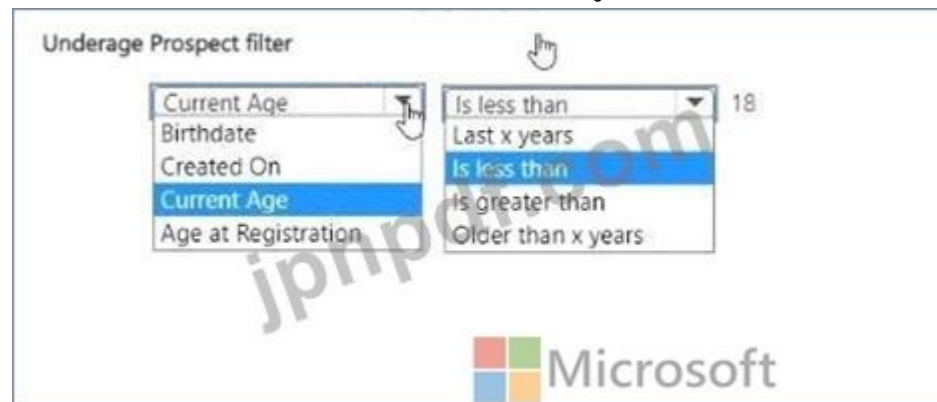 Underage Prospect filter
Current Age Is less than 18
Birthdate Last x years
Created On Is less than
Current Age Is greater than
Age at Registration Older than x years
jpnpdf.com
Microsoft